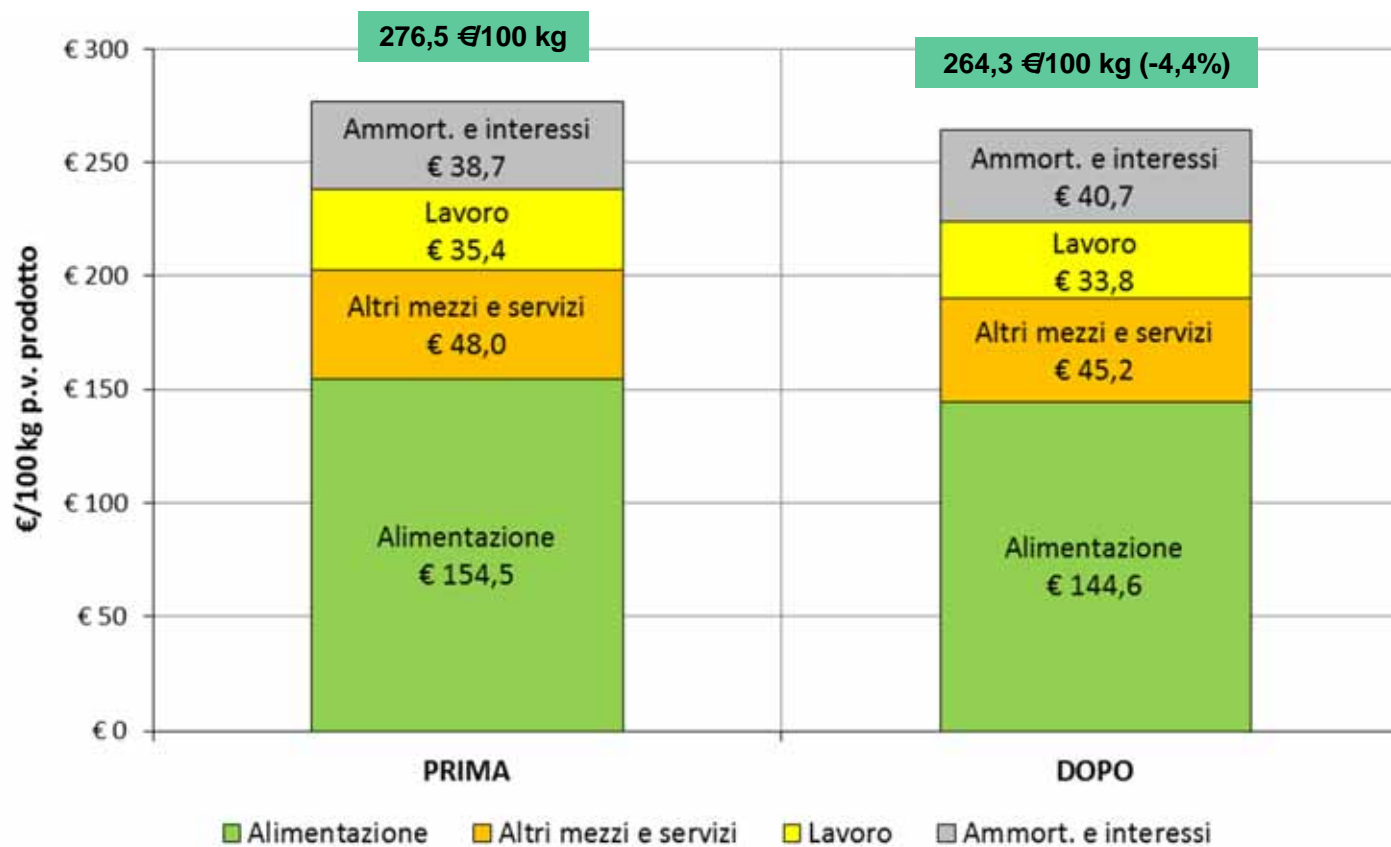 276,5 €/100 kg
264,3 €/100 kg (-4,4%)
€/100 kg p.v. prodotto
€ 300
€ 250
€ 200
€ 150
€ 100
€ 50
€ 0
Ammort. e interessi
€ 38,7
Lavoro
€ 35,4
Altri mezzi e servizi
€ 48,0
Alimentazione
€ 154,5
Ammort. e interessi
€ 40,7
Lavoro
€ 33,8
Altri mezzi e servizi
€ 45,2
Alimentazione
€ 144,6
PRIMA
DOPO
Alimentazione
Altri mezzi e servizi
Lavoro
Ammort. e interessi